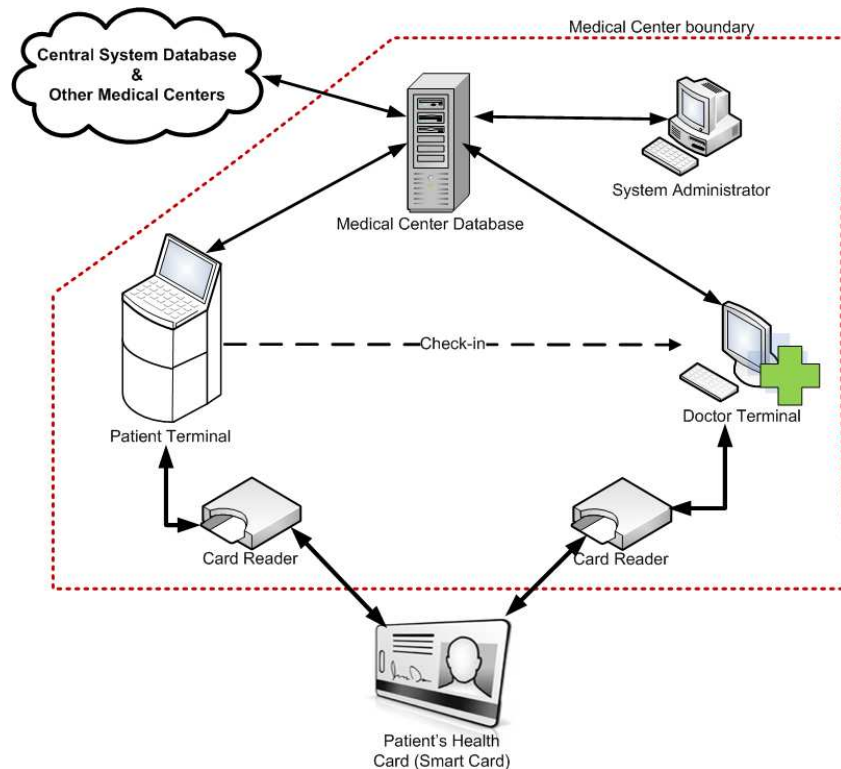 Medical Center boundary
Central System Database
&
Other Medical Centers
System Administrator
Medical Center Database
Check-in
Patient Terminal
Doctor Terminal
Card Reader
Card Reader
Patient's Health
Card (Smart Card)